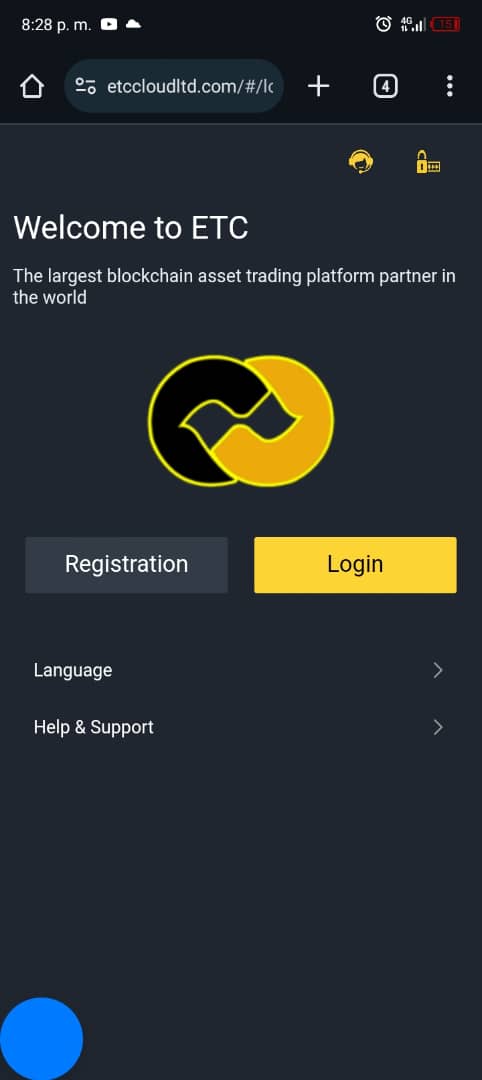 8:28 p. m.
4G
15
etccloudltd.com/#/lo
4
Welcome to ETC
The largest blockchain asset trading platform partner in
the world
Registration
Login
Language
Help & Support